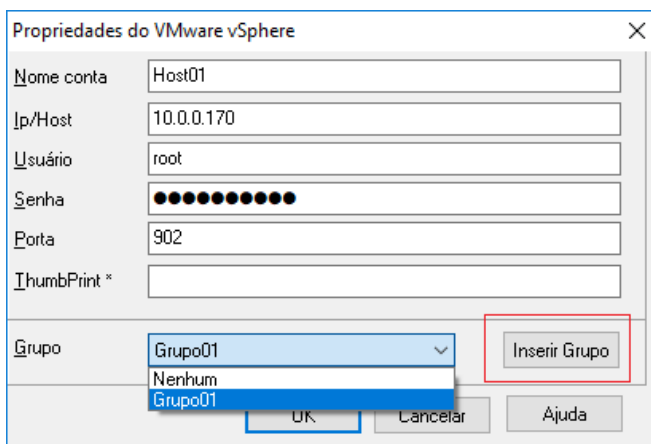 Propriedades do VMware vSphere
Nome conta Host01
Ip/Host 10.0.0.170
Usuário root
Senha ●●●●●●●●●●
Porta 902
ThumbPrint *
Grupo Grupo01 Inserir Grupo
Nenhum
Grupo01
OK Cancelar Ajuda